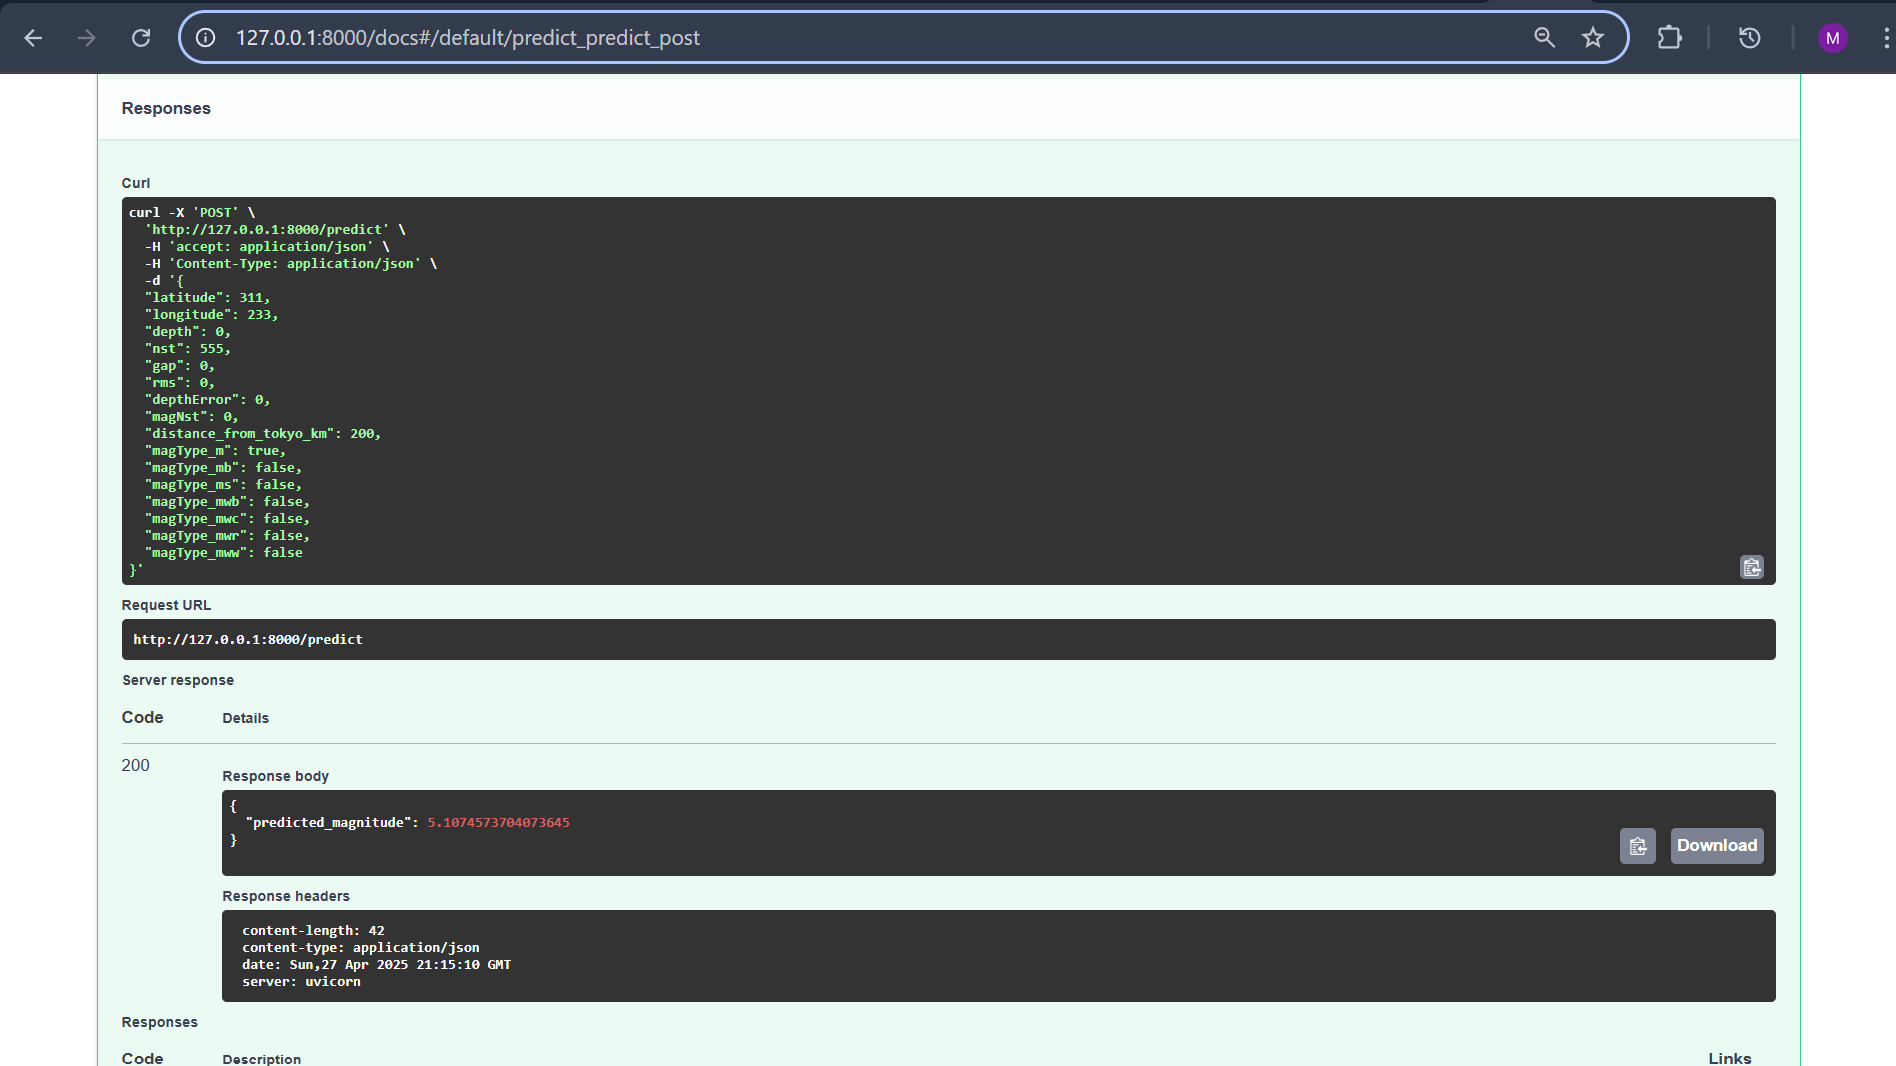 127.0.0.1:8000/docs#/default/predict_predict_post
M
Responses
Curl
curl -X 'POST' \
'http://127.0.0.1:8000/predict' \
-H 'accept: application/json' \
-H 'Content-Type: application/json' \
-d '{
"latitude": 311,
"longitude": 233,
"depth": 0,
"nst": 555,
"gap": 0,
"rms": 0,
"depthError": 0,
"magNst": 0,
"distance_from_tokyo_km": 200,
"magType_m": true,
"magType_mb": false,
"magType_ms": false,
"magType_mwb": false,
"magType_mwc": false,
"magType_mwr": false,
"magType_mww": false
}'
Request URL
http://127.0.0.1:8000/predict
Server response
Code Details
200
Response body
{
"predicted_magnitude": 5.1074573704073645
}
Download
Response headers
content-length: 42
content-type: application/json
date: Sun,27 Apr 2025 21:15:10 GMT
server: uvicorn
Responses
Code Description Links